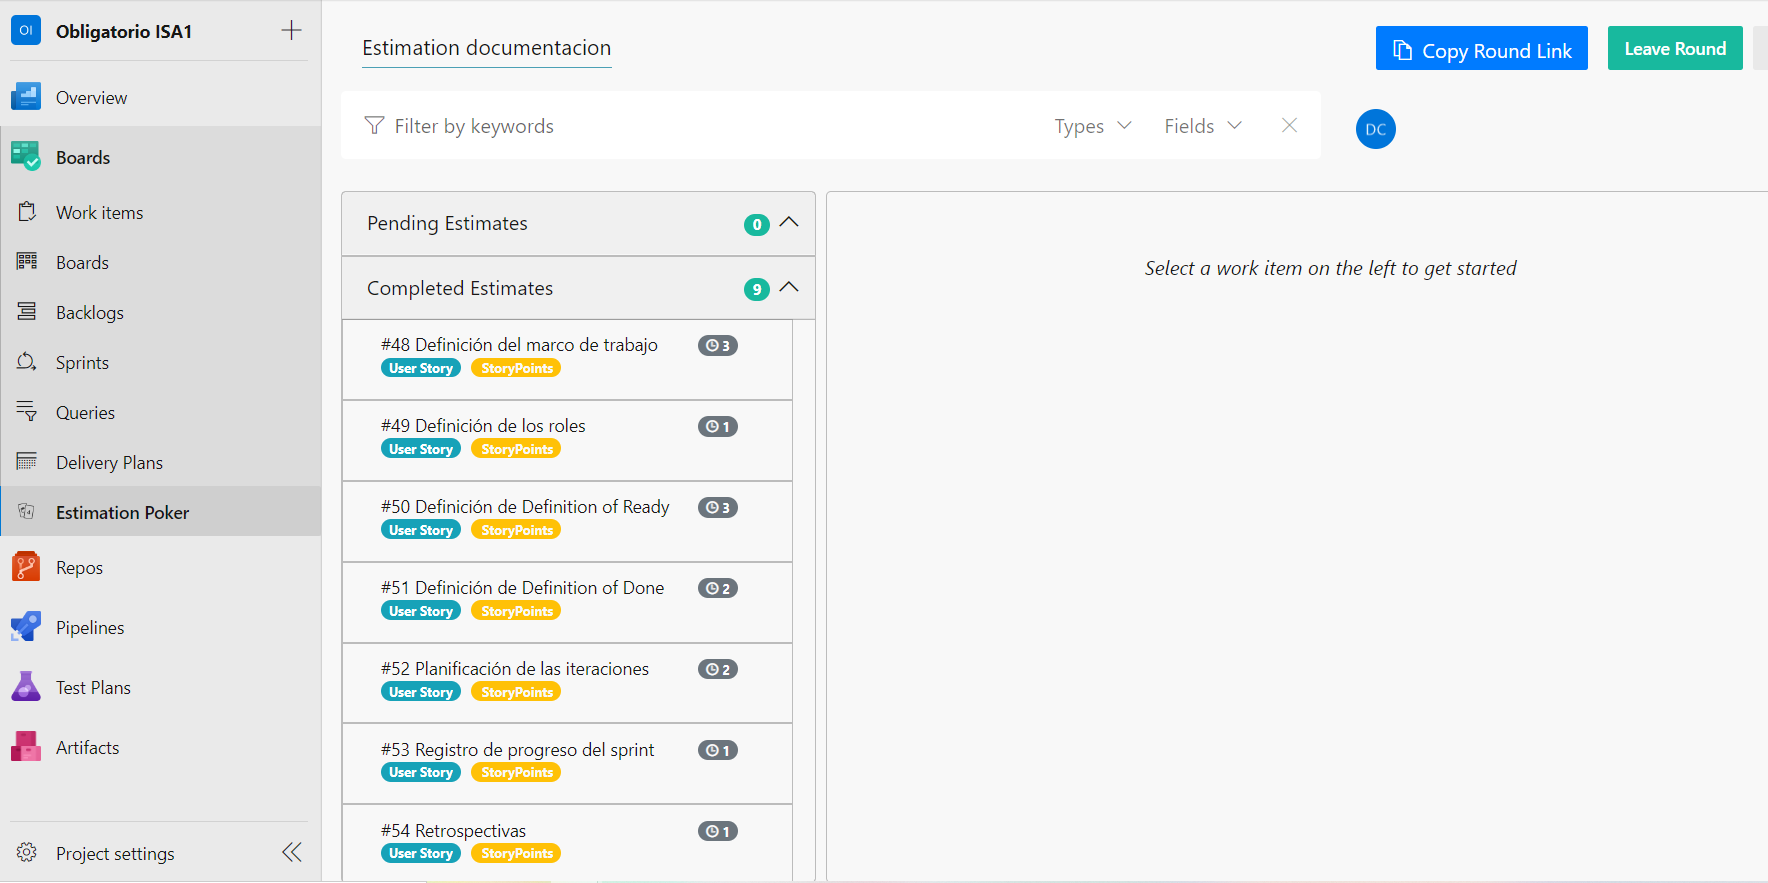 OI
Obligatorio ISA1
Overview
Boards
Work items
Boards
Backlogs
Sprints
Queries
Delivery Plans
Estimation Poker
Repos
Pipelines
Test Plans
Artifacts
Project settings
Estimation documentacion
Copy Round Link
Leave Round
Filter by keywords
Types
Fields
DC
Pending Estimates 0
Completed Estimates 9
#48 Definición del marco de trabajo 3
User Story StoryPoints
#49 Definición de los roles 1
User Story StoryPoints
#50 Definición de Definition of Ready 3
User Story StoryPoints
#51 Definición de Definition of Done 2
User Story StoryPoints
#52 Planificación de las iteraciones 2
User Story StoryPoints
#53 Registro de progreso del sprint 1
User Story StoryPoints
#54 Retrospectivas 1
User Story StoryPoints
Select a work item on the left to get started